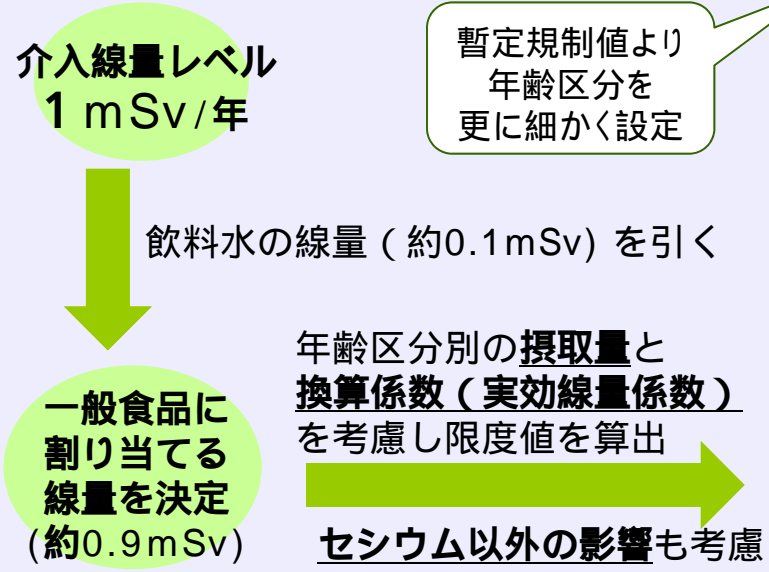 介入線量レベル
1 mSv/年
暫定規制値より
年齢区分を
更に細かく設定
飲料水の線量（約0.1mSv) を引く
年齢区分別の摂取量と
換算係数（実効線量係数）
を考慮し限度値を算出
一般食品に
割り当てる
線量を決定
(約0.9mSv)
セシウム以外の影響も考慮